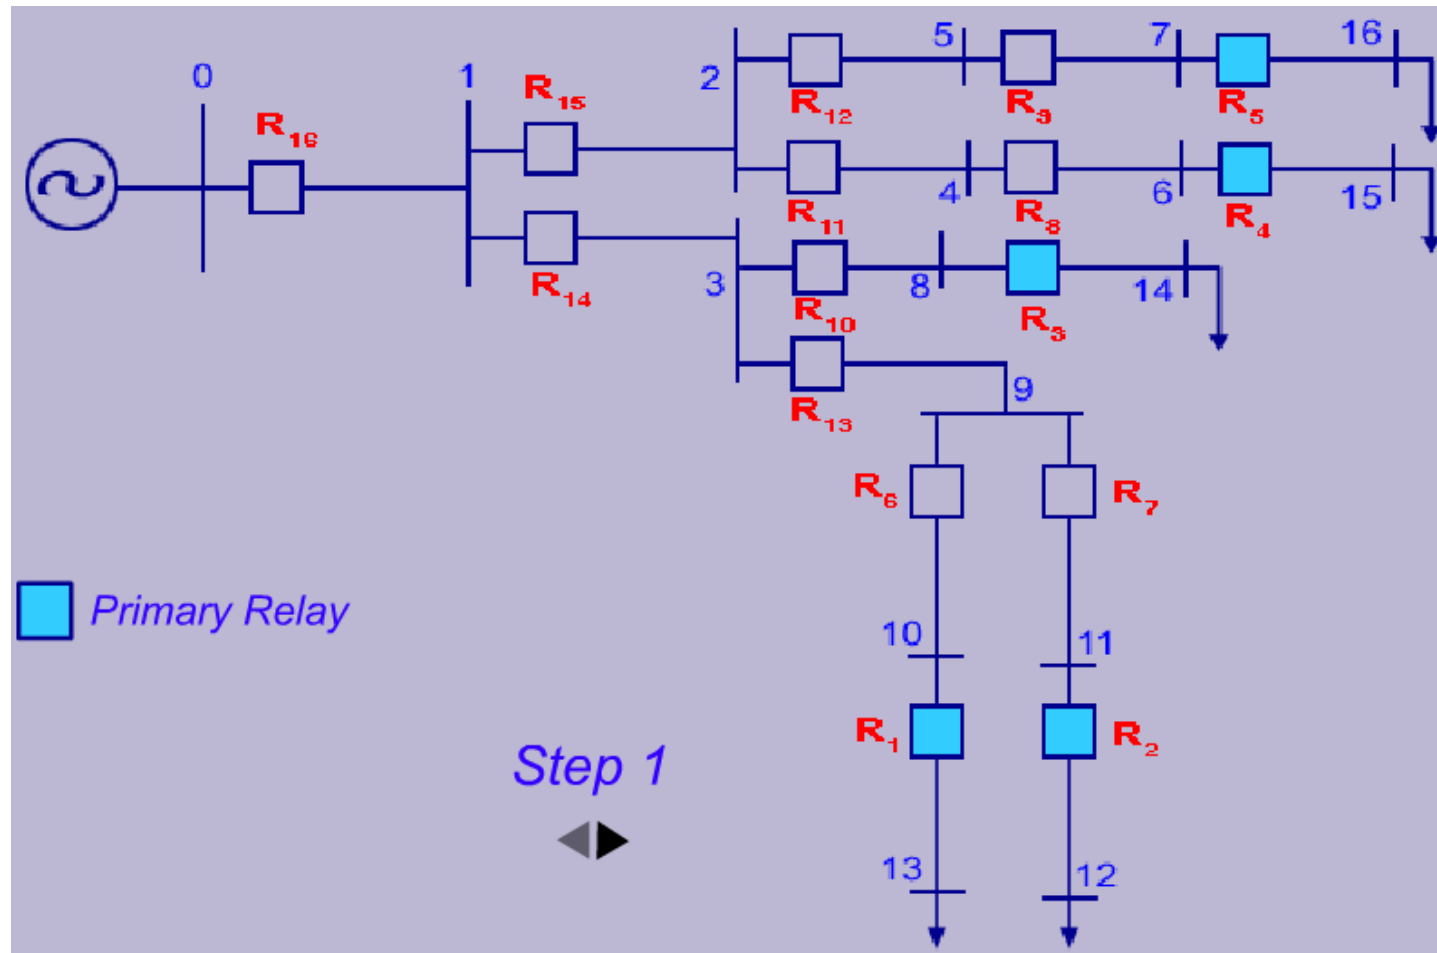 0
1
2
5
7
16
R₁₆
R₁₅
R₁₂
R₉
R₅
4
6
15
R₁₁
R₈
R₄
R₁₄
3
8
14
R₁₀
R₃
R₁₃
9
R₆
R₇
Primary Relay
10
11
R₁
R₂
Step 1
13
12